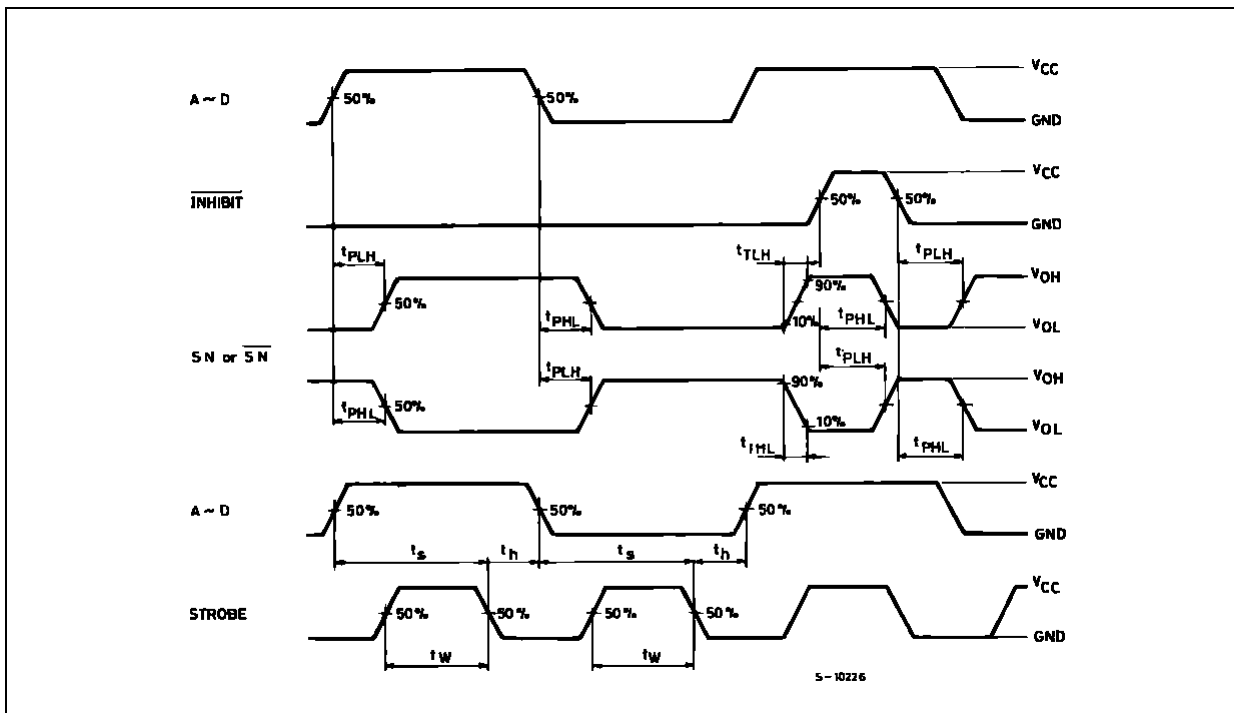 VCC
A ~ D
50%
50%
GND
VCC
INHIBIT
50%
50%
GND
tPLH
tTLH
tPLH
VOH
50%
90%
tPHL
10%
tPHL
VOL
SN or SN
tPLH
tPLH
VOH
90%
tPHL
50%
10%
tPHL
VOL
tTHL
VCC
A ~ D
50%
50%
50%
GND
ts
th
ts
th
VCC
STROBE
50%
50%
50%
50%
GND
tW
tW
S-10226